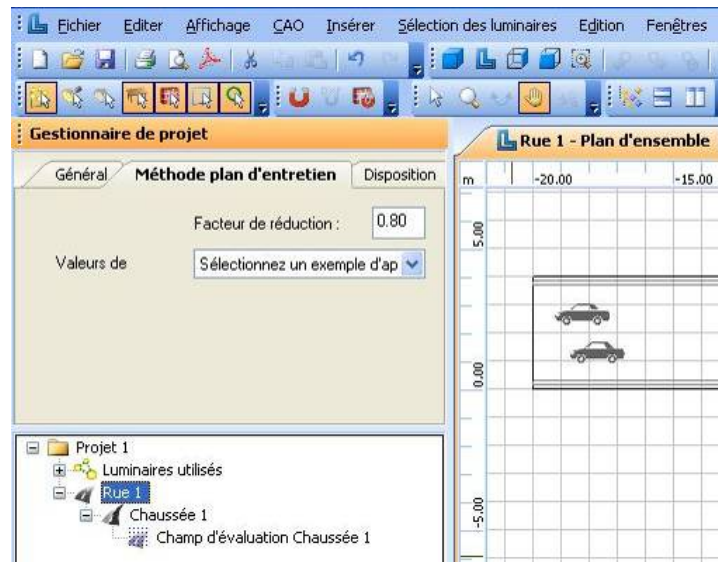 Fichier Editer Affichage CAO Insérer Sélection des luminaires Edition Fenêtres
Gestionnaire de projet
Général Méthode plan d'entretien Disposition
Facteur de réduction : 0.80
Valeurs de Sélectionnez un exemple d'ap
Projet 1
Luminaires utilisés
Rue 1
Chaussée 1
Champ d'évaluation Chaussée 1
Rue 1 - Plan d'ensemble
m -20.00 -15.00
5.00
0.00
-5.00